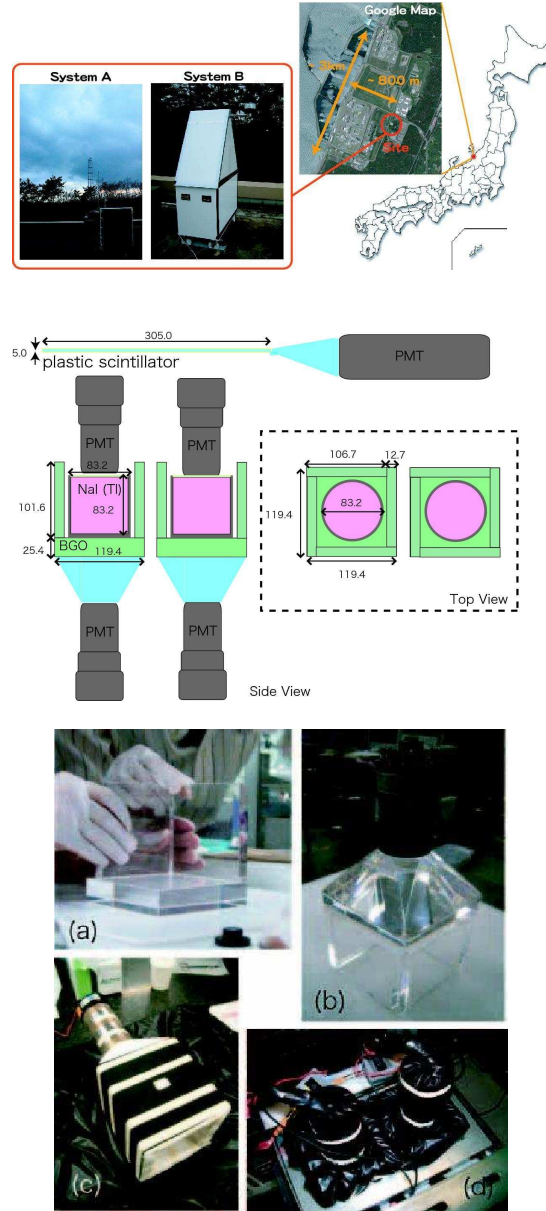 Google Map
System A
System B
~ 3km
~ 800 m
Site
305.0
5.0
plastic scintillator
PMT
PMT
PMT
83.2
NaI (Tl)
83.2
101.6
25.4
BGO
119.4
PMT
PMT
Side View
106.7
12.7
83.2
119.4
119.4
Top View
(a)
(b)
(c)
(d)